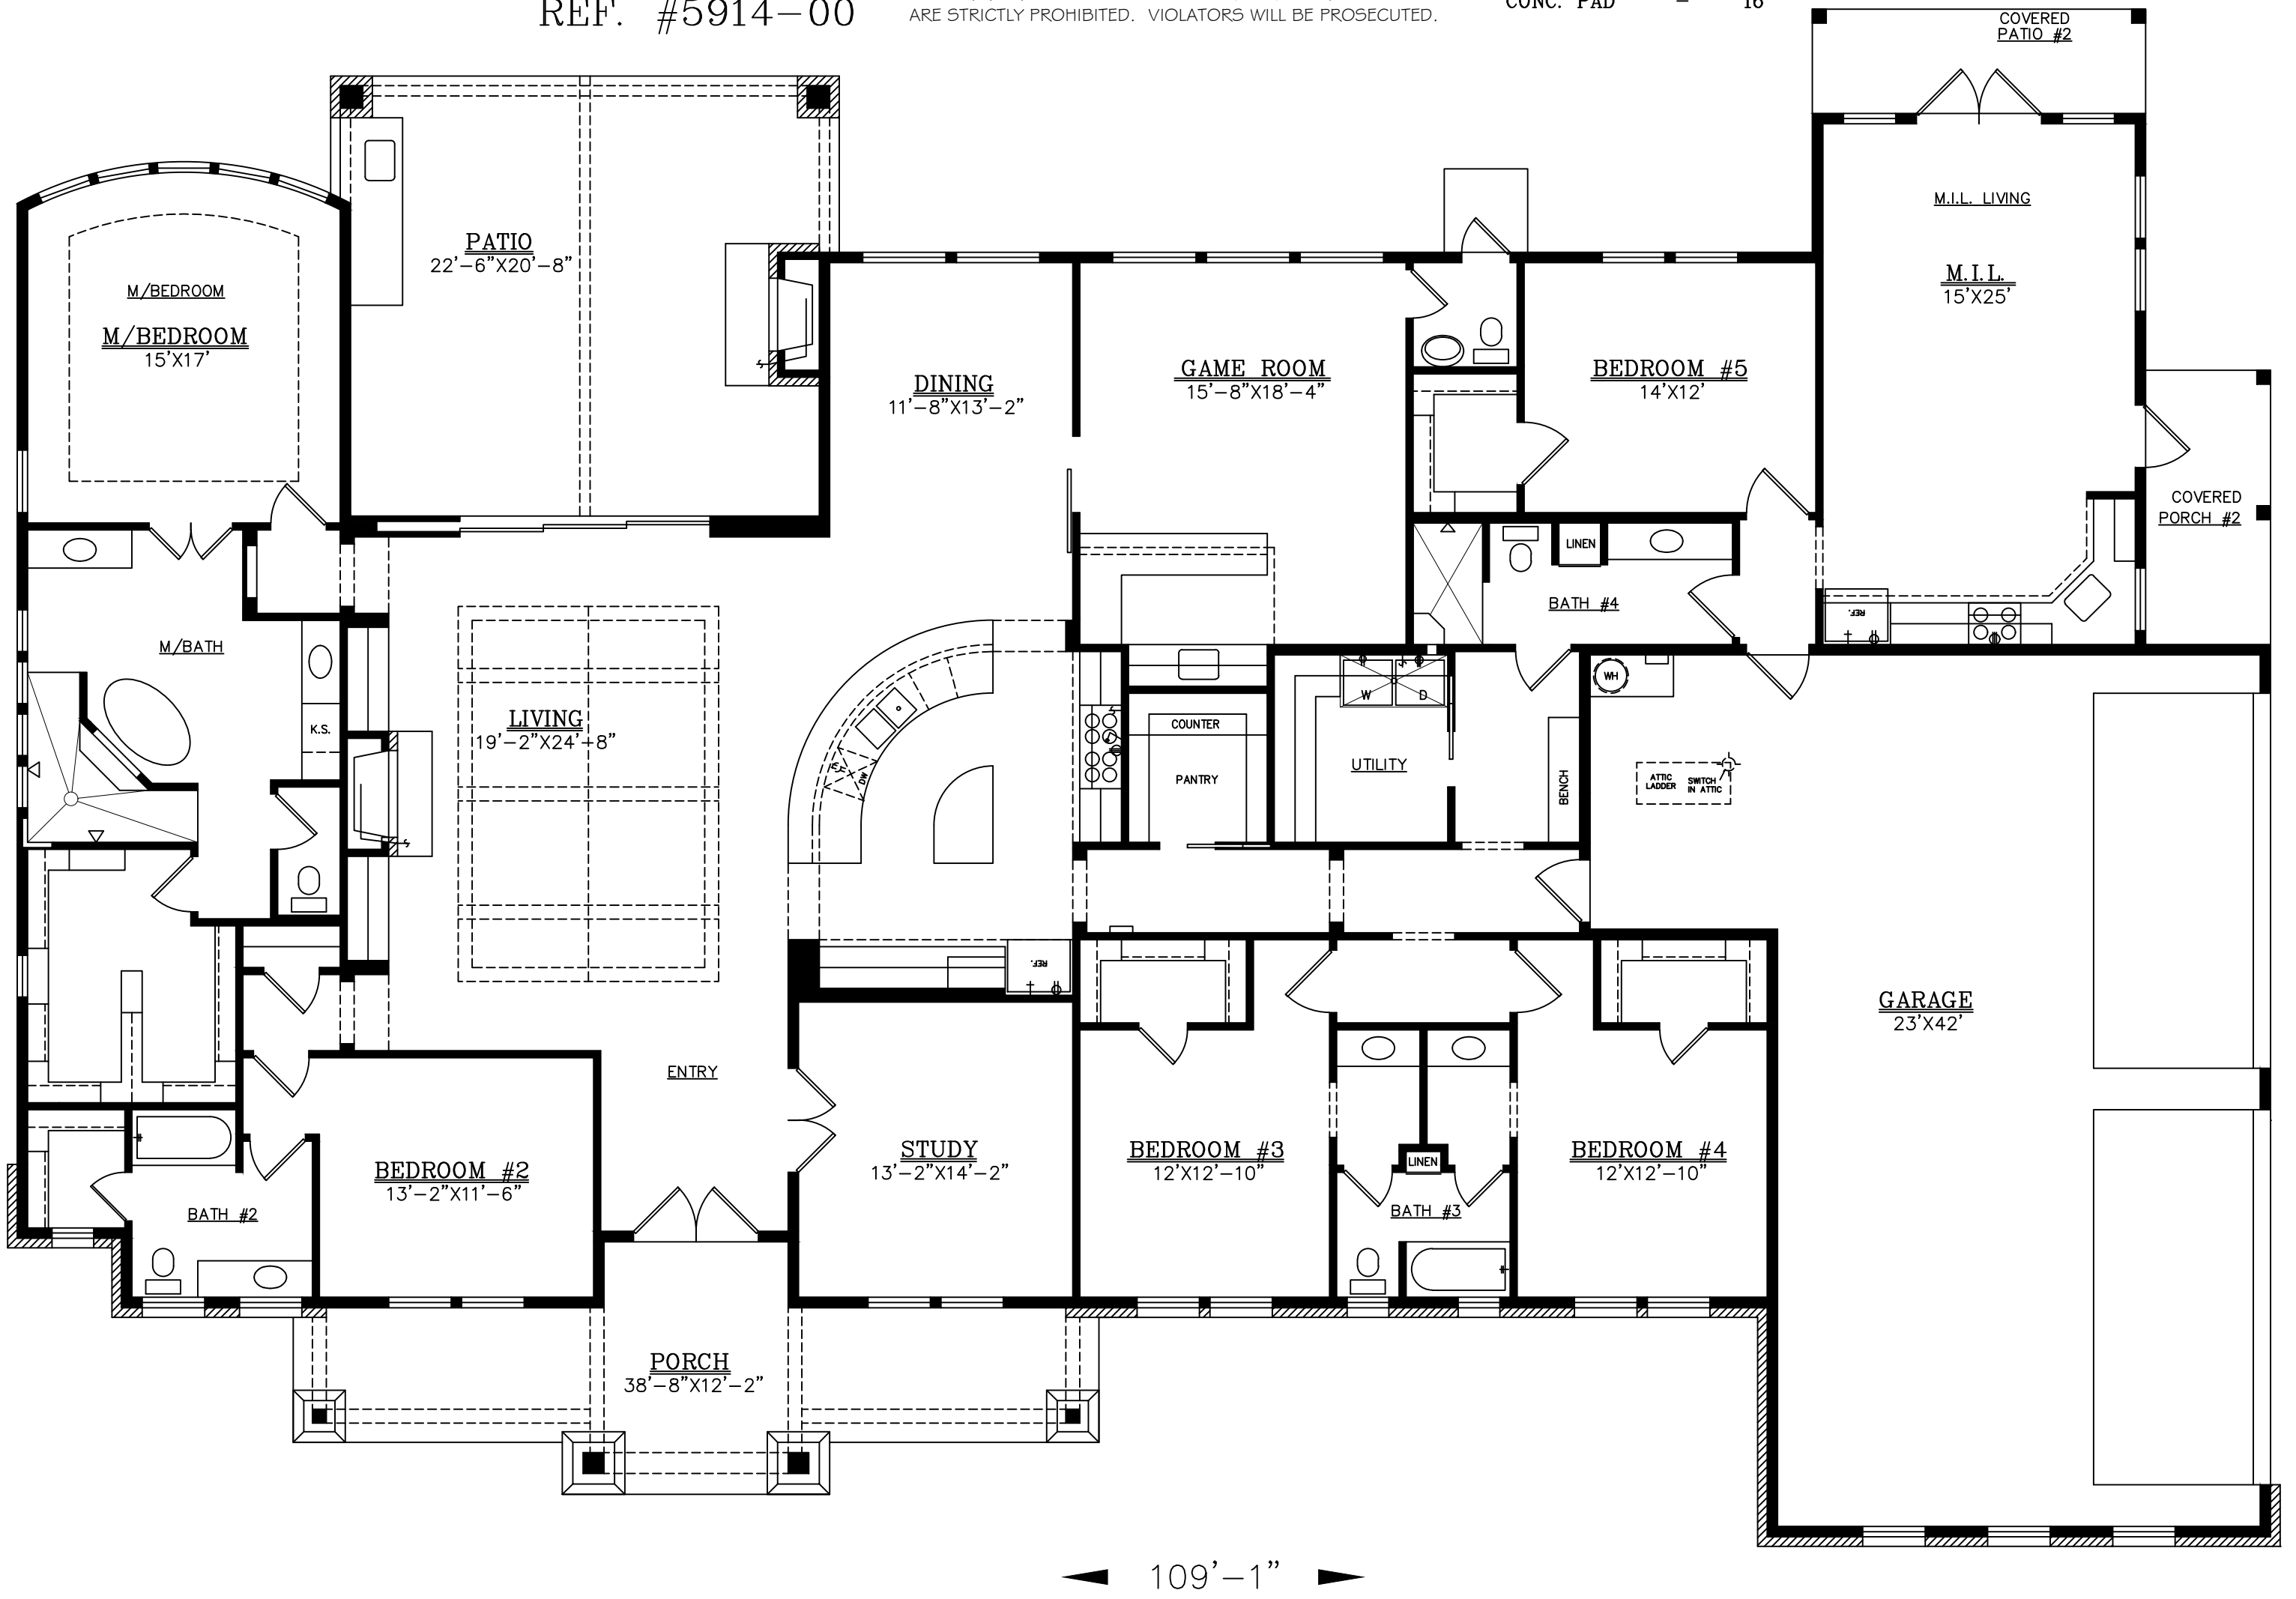 REF. #5914-00
ARE STRICTLY PROHIBITED. VIOLATORS WILL BE PROSECUTED.
CONC. PAD - 16
COVERED
PATIO #2
PATIO
22'-6"X20'-8"
M.I.L. LIVING
M.I.L.
15'X25'
M/BEDROOM
M/BEDROOM
15'X17'
DINING
11'-8"X13'-2"
GAME ROOM
15'-8"X18'-4"
BEDROOM #5
14'X12'
COVERED
PORCH #2
LINEN
BATH #4
REF.
M/BATH
K.S.
LIVING
19'-2"X24'-8"
DW
COUNTER
PANTRY
W
D
UTILITY
BENCH
WH
ATTIC
LADDER
SWITCH
IN ATTIC
REF.
GARAGE
23'X42'
ENTRY
BEDROOM #2
13'-2"X11'-6"
BATH #2
STUDY
13'-2"X14'-2"
BEDROOM #3
12'X12'-10"
LINEN
BATH #3
BEDROOM #4
12'X12'-10"
PORCH
38'-8"X12'-2"
109'-1"